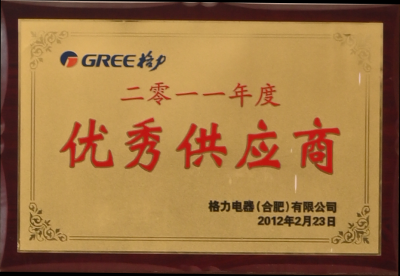 GREE格力
二零一一年度
优秀供应商
格力电器(合肥)有限公司
2012年2月23日